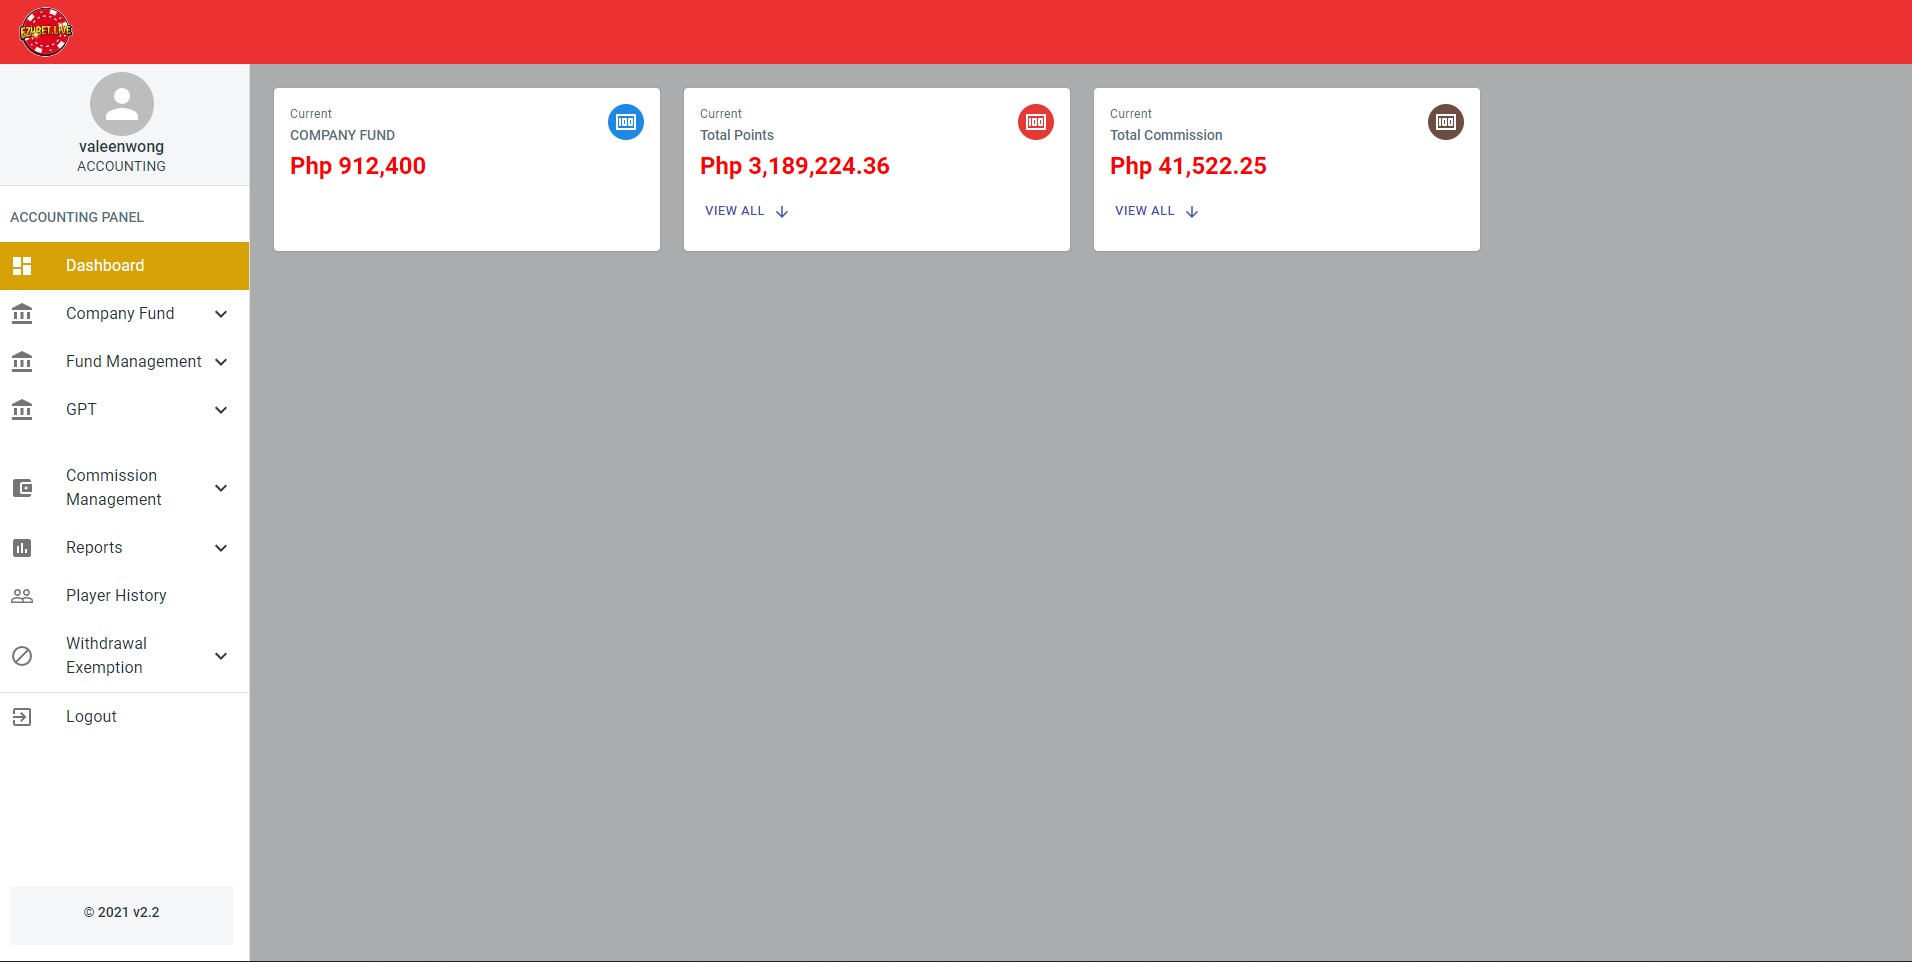 EZUBET.LIVE
valeenwong
ACCOUNTING
ACCOUNTING PANEL
Dashboard
Company Fund
Fund Management
GPT
Commission
Management
Reports
Player History
Withdrawal
Exemption
Logout
© 2021 v2.2
Current
COMPANY FUND
Php 912,400
Current
Total Points
Php 3,189,224.36
VIEW ALL
Current
Total Commission
Php 41,522.25
VIEW ALL